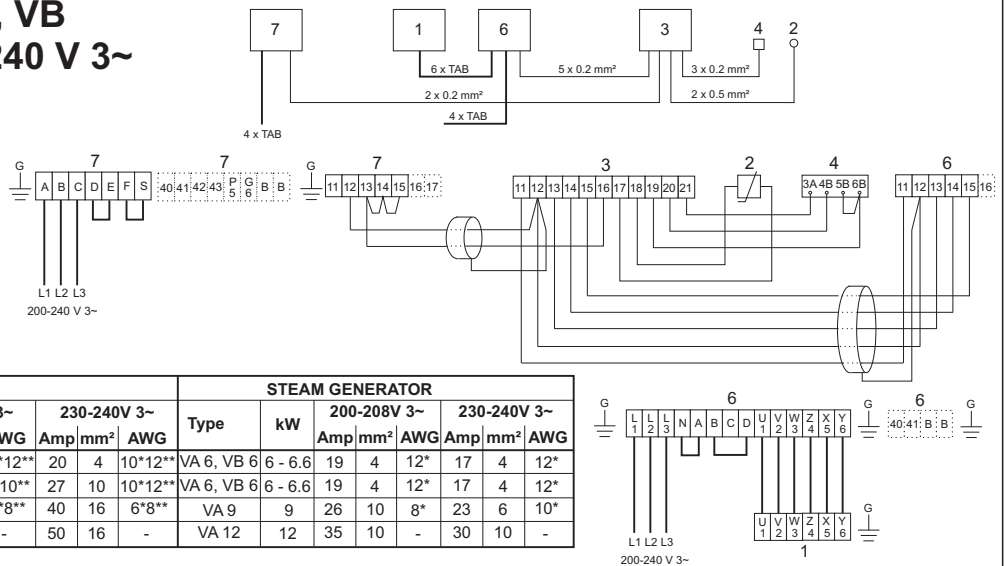 , VB
240 V 3~
7
1
6
3
4
2
6 x TAB
5 x 0.2 mm²
3 x 0.2 mm²
2 x 0.2 mm²
2 x 0.5 mm²
4 x TAB
4 x TAB
G 7 7 G 7 3 2 4 6
A B C D E F S
40 41 42 43 P5 G6 B B
11 12 13 14 15 16 17
11 12 13 14 15 16 17 18 19 20 21
3A 4B 5B 6B
11 12 13 14 15 16
L1 L2 L3
200-240 V 3~
STEAM GENERATOR
3~ 230-240V 3~ Type kW 200-208V 3~ 230-240V 3~
WG Amp mm² AWG Amp mm² AWG Amp mm² AWG
*12** 20 4 10*12** VA 6, VB 6 6 - 6.6 19 4 12* 17 4 12*
10** 27 10 10*12** VA 6, VB 6 6 - 6.6 19 4 12* 17 4 12*
*8** 40 16 6*8** VA 9 9 26 10 8* 23 6 10*
- 50 16 - VA 12 12 35 10 - 30 10 -
G 6 G 6 G
L1 L2 L3 N A B C D U1 V2 W3 Z4 X5 Y6
40 41 B B
U1 V2 W3 Z4 X5 Y6 G
1
L1 L2 L3
200-240 V 3~